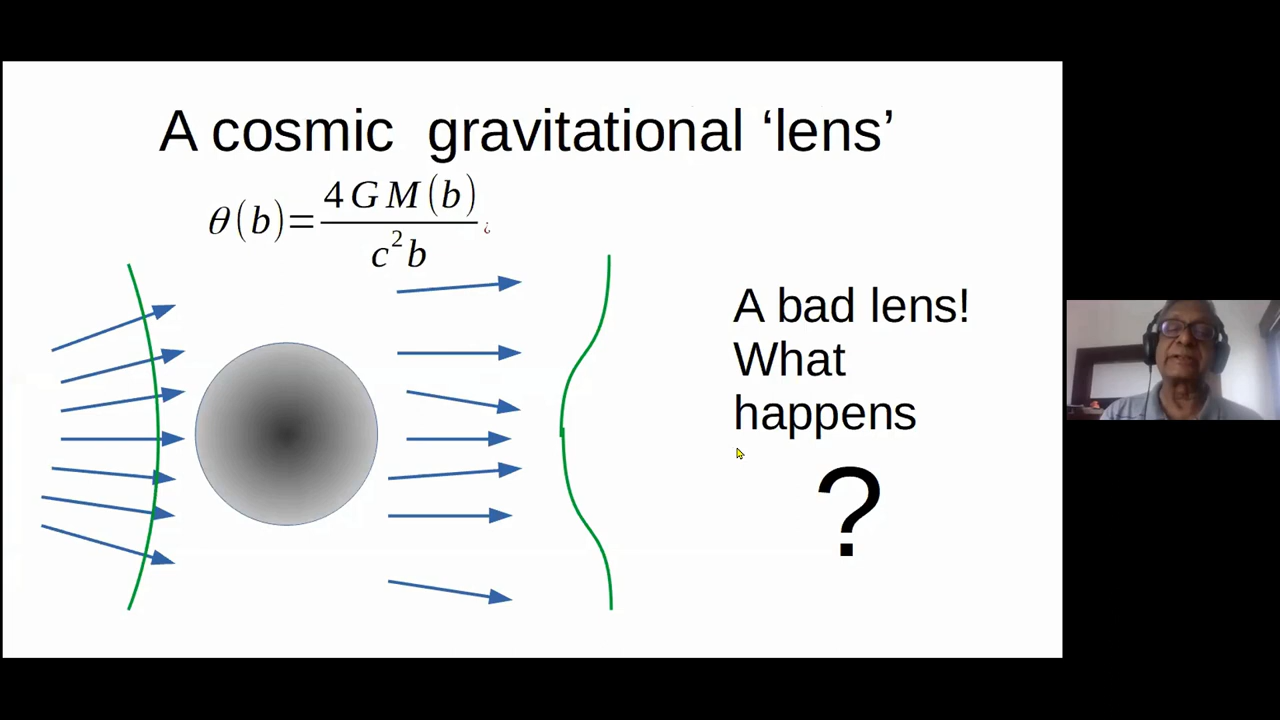 A cosmic gravitational ‘lens’
θ(b)=4GM(b)/c²b¿
A bad lens!
What
happens
?